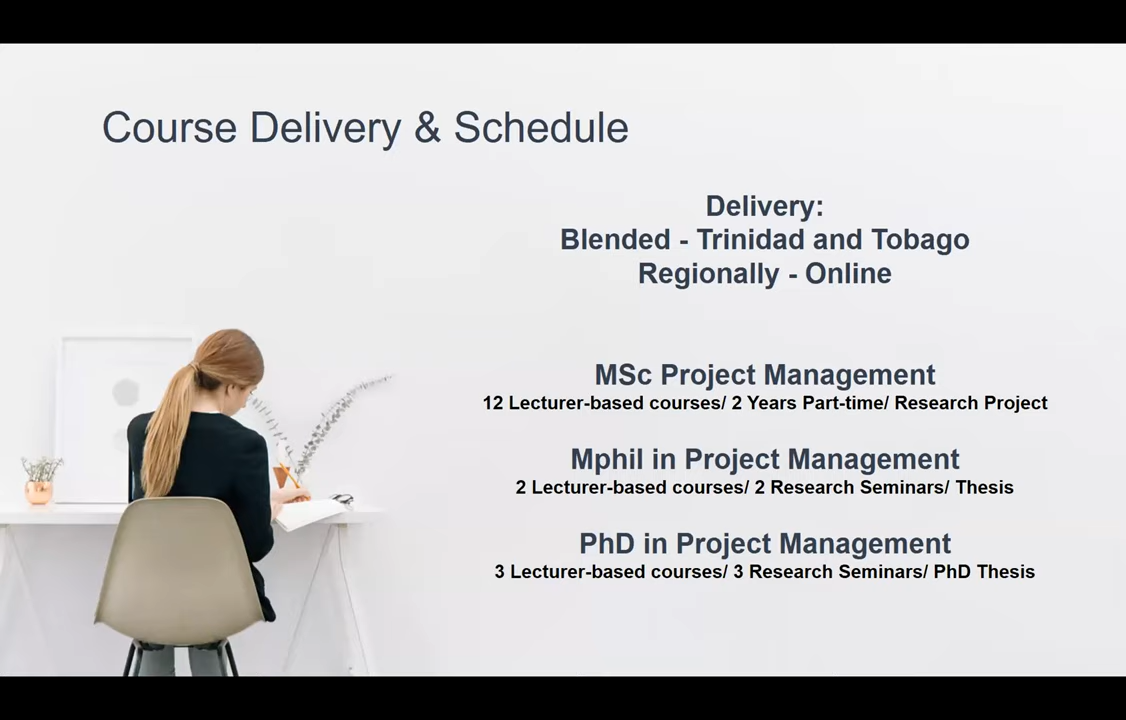 Course Delivery & Schedule
Delivery:
Blended - Trinidad and Tobago
Regionally - Online
MSc Project Management
12 Lecturer-based courses/ 2 Years Part-time/ Research Project
Mphil in Project Management
2 Lecturer-based courses/ 2 Research Seminars/ Thesis
PhD in Project Management
3 Lecturer-based courses/ 3 Research Seminars/ PhD Thesis